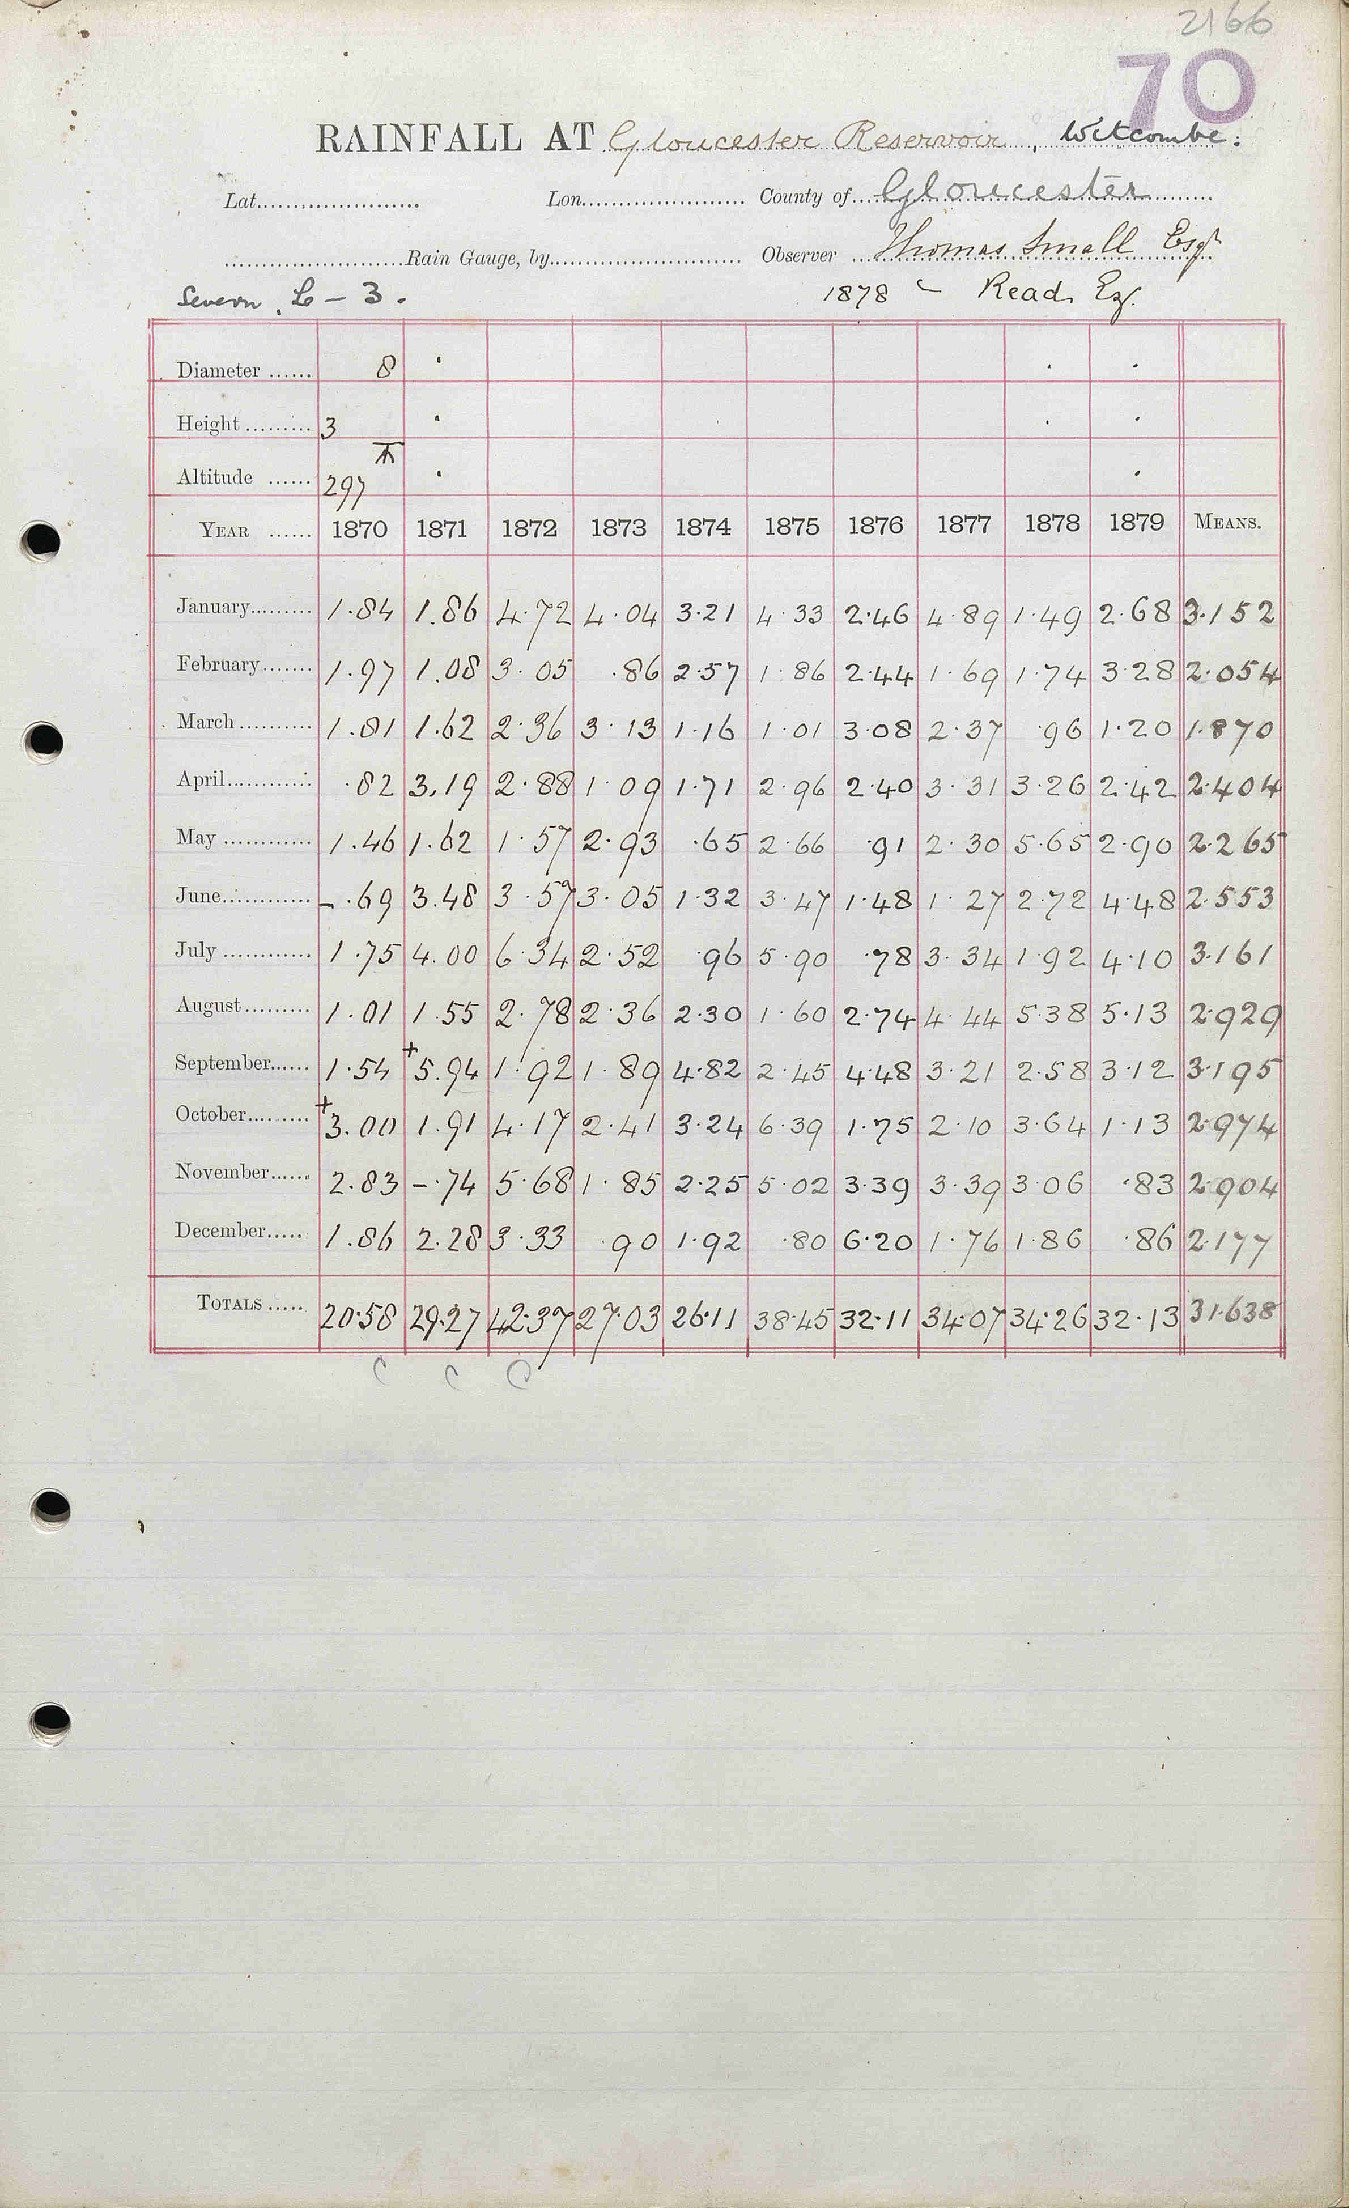 2166
70
RAINFALL AT Gloucester Reservoir, Witcombe:
Lat. Lon. County of Gloucester
Rain Gauge, by Observer Thomas Small Esqr
Severn, L - 3. 1878 Read, Esq.
Diameter 8
Height 3
Altitude 297
YEAR 1870 1871 1872 1873 1874 1875 1876 1877 1878 1879 MEANS.
January 1.84 1.86 4.72 4.04 3.21 4.33 2.46 4.89 1.49 2.68 3.152
February 1.97 1.08 3.05 .86 2.57 1.86 2.44 1.69 1.74 3.28 2.054
March 1.81 1.62 2.36 3.13 1.16 1.01 3.08 2.37 .96 1.20 1.870
April .82 3.19 2.88 1.09 1.71 2.96 2.40 3.31 3.26 2.42 2.404
May 1.46 1.62 1.57 2.93 .65 2.66 .91 2.30 5.65 2.90 2.265
June -.69 3.48 3.57 3.05 1.32 3.47 1.48 1.27 2.72 4.48 2.553
July 1.75 4.00 6.34 2.52 .96 5.90 .78 3.34 1.92 4.10 3.161
August 1.01 1.55 2.78 2.36 2.30 1.60 2.74 4.44 5.38 5.13 2.929
September 1.54 +5.94 1.92 1.89 4.82 2.45 4.48 3.21 2.58 3.12 3.195
October +3.00 1.91 4.17 2.41 3.24 6.39 1.75 2.10 3.64 1.13 2.974
November 2.83 -.74 5.68 1.85 2.25 5.02 3.39 3.39 3.06 .83 2.904
December 1.86 2.28 3.33 .90 1.92 .80 6.20 1.76 1.86 .86 2.177
TOTALS 20.58 29.27 42.37 27.03 26.11 38.45 32.11 34.07 34.26 32.13 31.638
C C C